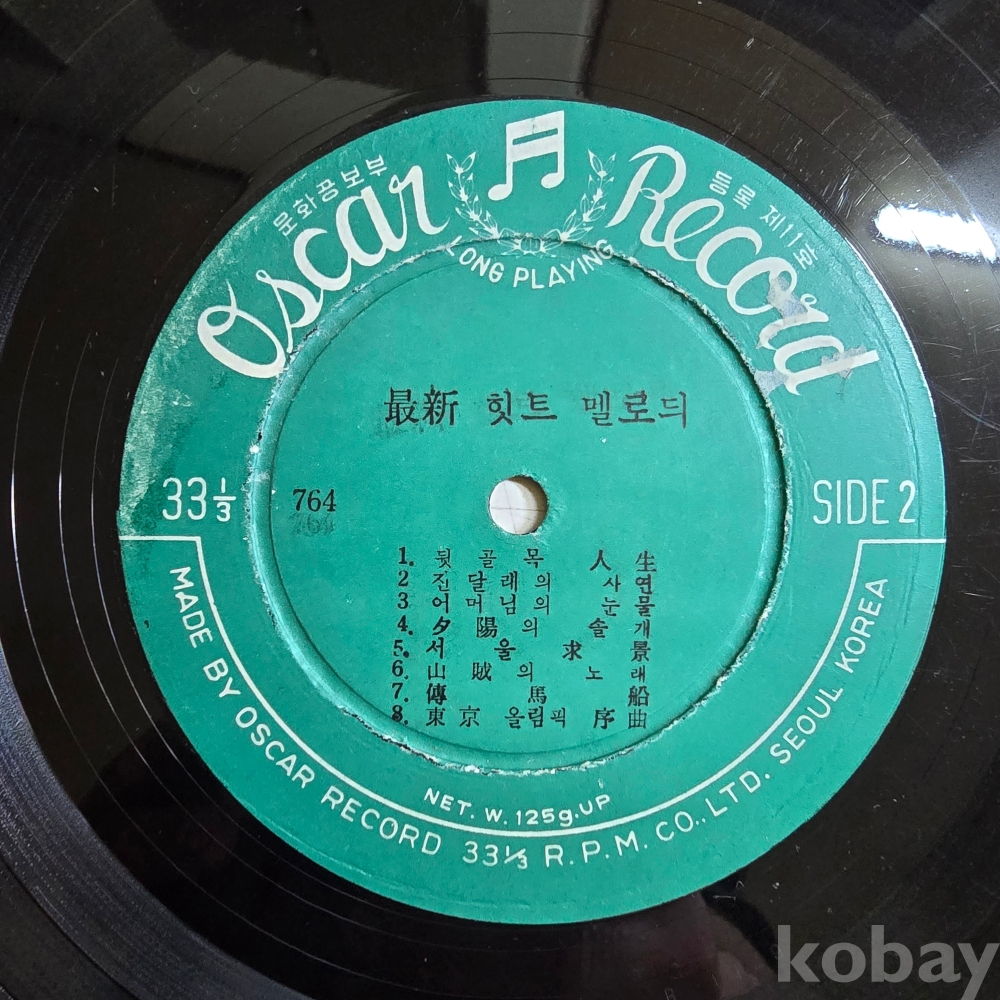 문화공보부 등록 제11호
Oscar Record
LONG PLAYING
最新 힛트 멜로듸
33⅓
764
SIDE 2
1. 뒷골목 人生
2 진달래의 사연
3 어머님의 눈물
4. 夕陽의 솔개
5. 서울 求景
6. 山賊의 노래
7. 傳馬船
8. 東京 올림픽 序曲
NET. W. 125g. UP
MADE BY OSCAR RECORD 33⅓ R.P.M. CO., LTD. SEOUL KOREA
kobay